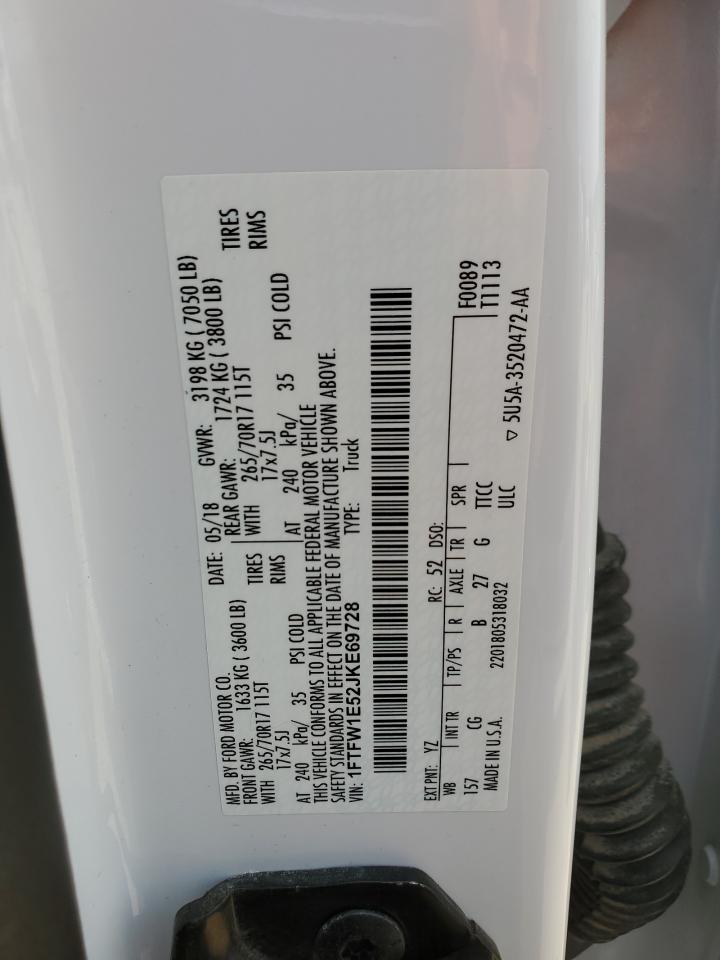 MFD. BY FORD MOTOR CO. DATE: 05/18 GVWR: 3198 KG ( 7050 LB)
FRONT GAWR: 1633 KG ( 3600 LB) REAR GAWR: 1724 KG ( 3800 LB)
WITH 265/70R17 115T TIRES WITH 265/70R17 115T TIRES
17x7.5J RIMS 17x7.5J RIMS
AT 240 kPa/ 35 PSI COLD AT 240 kPa/ 35 PSI COLD
THIS VEHICLE CONFORMS TO ALL APPLICABLE FEDERAL MOTOR VEHICLE
SAFETY STANDARDS IN EFFECT ON THE DATE OF MANUFACTURE SHOWN ABOVE.
VIN: 1FTFW1E52JKE69728 TYPE: Truck
EXT PNT: YZ RC: 52 DSO: F0089
WB INT TR TP/PS R AXLE TR SPR T1113
157 CG B 27 G TTCC
MADE IN U.S.A. 2201805318032 ULC ▽ 5U5A-3520472-AA